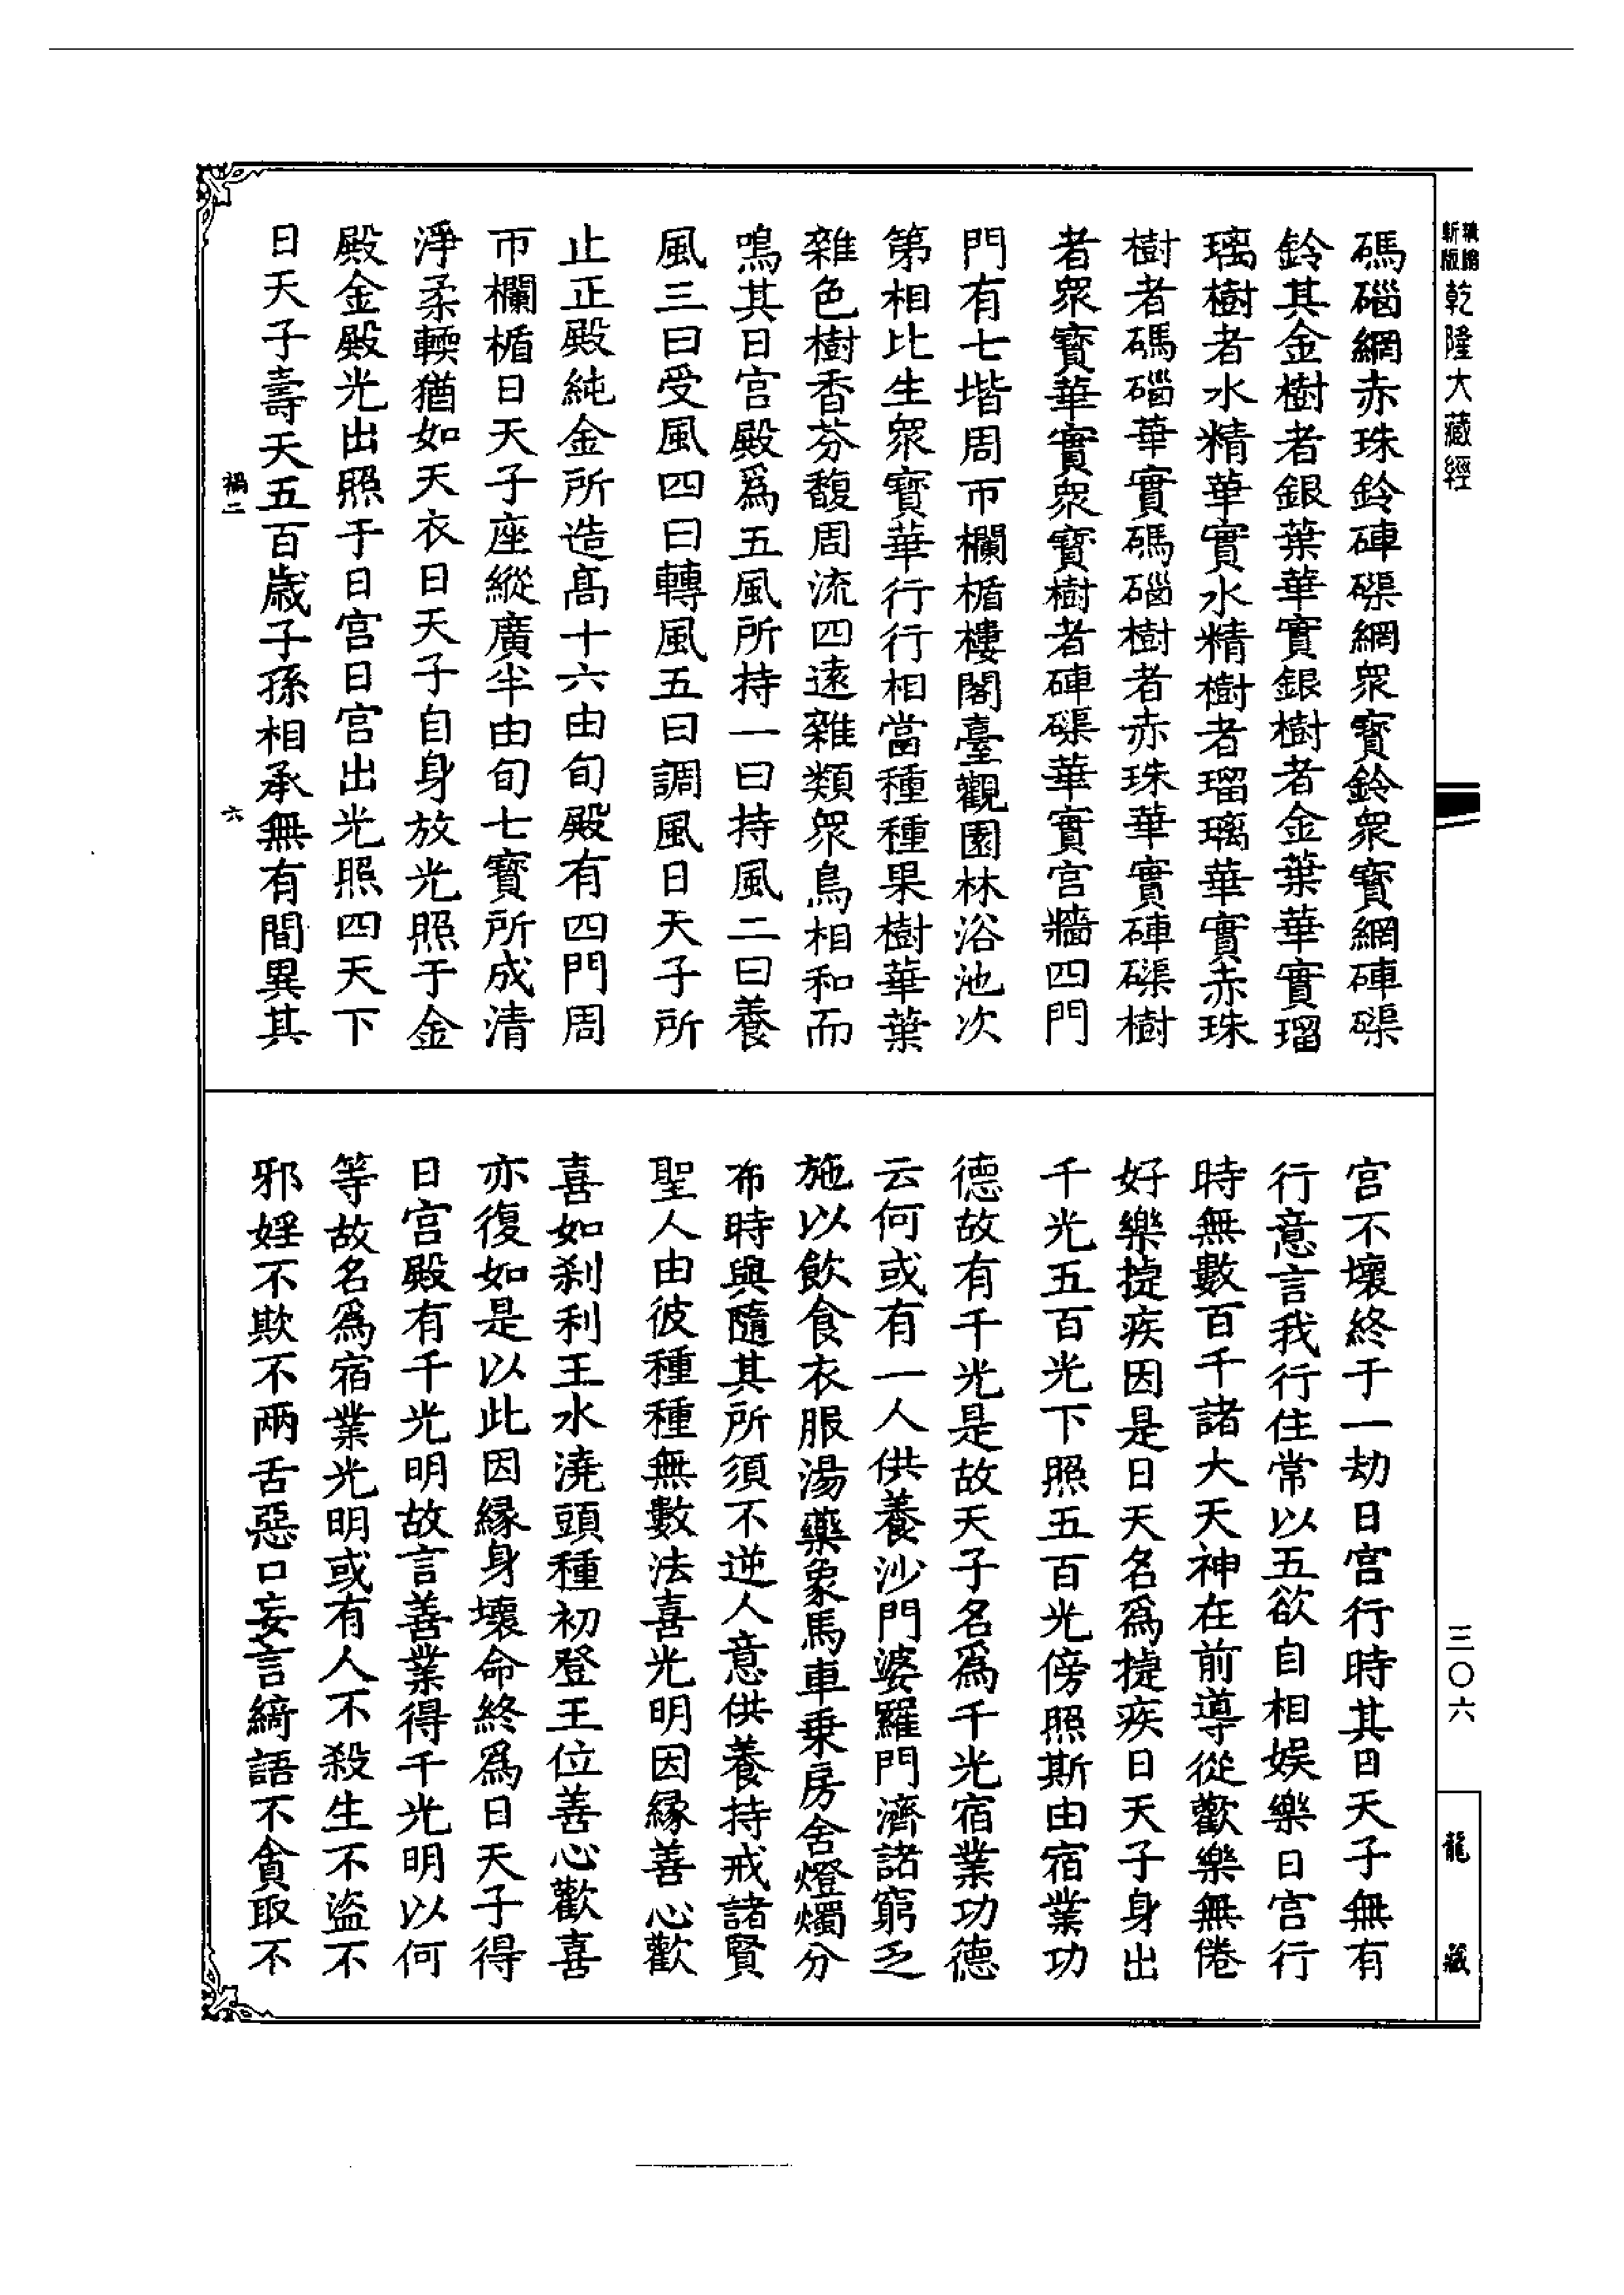 新版
乾隆大藏經
碼碯網赤珠鈴硨磲網眾寶鈴眾寶網硨磲
鈴其金樹者銀葉華實銀樹者金葉華實瑠
璃樹者水精華實水精樹者瑠璃華實赤珠
樹者碼碯華實碼碯樹者赤珠華實硨磲樹
者眾寶華實眾寶樹者硨磲華實宮牆四門
門有七堦周帀欄楯樓閣臺觀園林浴池次
第相比生眾寶華行行相當種種果樹華葉
雜色樹香芬馥周流四遠雜類眾鳥相和而
鳴其日宮殿爲五風所持一曰持風二曰養
風三曰受風四曰轉風五曰調風日天子所
止正殿純金所造高十六由旬殿有四門周
帀欄楯日天子座縱廣半由旬七寶所成清
淨柔輭猶如天衣日天子自身放光照于金
殿金殿光出照于日宮日宮出光照四天下
日天子壽天五百歲子孫相承無有間異其
宮不壞終于一劫日宮行時其日天子無有
行意言我行住常以五欲自相娛樂日宮行
時無數百千諸大天神在前導從歡樂無倦
好樂捷疾因是日天名爲捷疾日天子身出
千光五百光下照五百光傍照斯由宿業功
德故有千光是故天子名爲千光宿業功德
云何或有一人供養沙門婆羅門濟諸窮乏
施以飲食衣服湯藥象馬車乘房舍燈燭分
布時與隨其所須不逆人意供養持戒諸賢
聖人由彼種種無數法喜光明因緣善心歡
喜如刹利王水澆頭種初登王位善心歡喜
亦復如是以此因緣身壞命終爲日天子得
日宮殿有千光明故言善業得千光明以何
等故名爲宿業光明或有人不殺生不盜不
邪婬不欺不兩舌惡口妄言綺語不貪取不
禍二
六
三〇六
龍藏